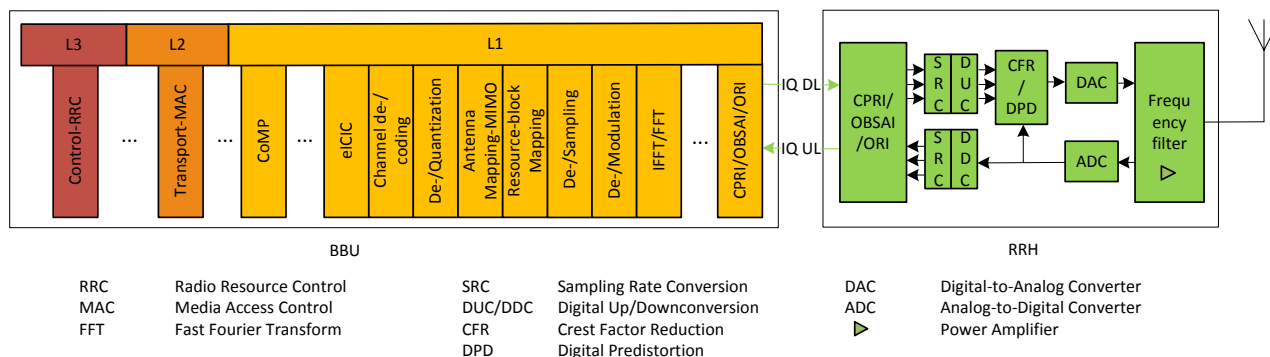 L3
L2
L1
Control-RRC
...
Transport-MAC
...
CoMP
...
eICIC
Channel de-/
coding
De-/Quantization
Antenna
Mapping-MIMO
Resource-block
Mapping
De-/Sampling
De-/Modulation
IFFT/FFT
...
CPRI/OBSAI/ORI
IQ DL
IQ UL
CPRI/
OBSAI
/ORI
S
R
C
D
U
C
CFR
/
DPD
DAC
S
R
C
D
D
C
ADC
Frequ
ency
filter
BBU
RRH
RRC Radio Resource Control
MAC Media Access Control
FFT Fast Fourier Transform
SRC Sampling Rate Conversion
DUC/DDC Digital Up/Downconversion
CFR Crest Factor Reduction
DPD Digital Predistortion
DAC Digital-to-Analog Converter
ADC Analog-to-Digital Converter
Power Amplifier